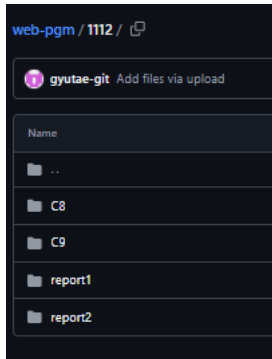 web-pgm / 1112 /
gyutae-git Add files via upload
Name
..
C8
C9
report1
report2